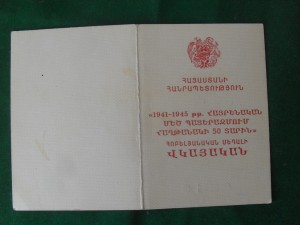 ՀԱՅԱՍՏԱՆԻ
ՀԱՆՐԱՊԵՏՈՒԹՅՈՒՆ
«1941-1945 թթ. ՀԱՅՐԵՆԱԿԱՆ
ՄԵԾ ՊԱՏԵՐԱԶՄՈՒՄ
ՀԱՂԹԱՆԱԿԻ 50 ՏԱՐԻՆ»
ՀՈԲԵԼՅԱՆԱԿԱՆ ՄԵԴԱԼԻ
ՎԿԱՅԱԿԱՆ